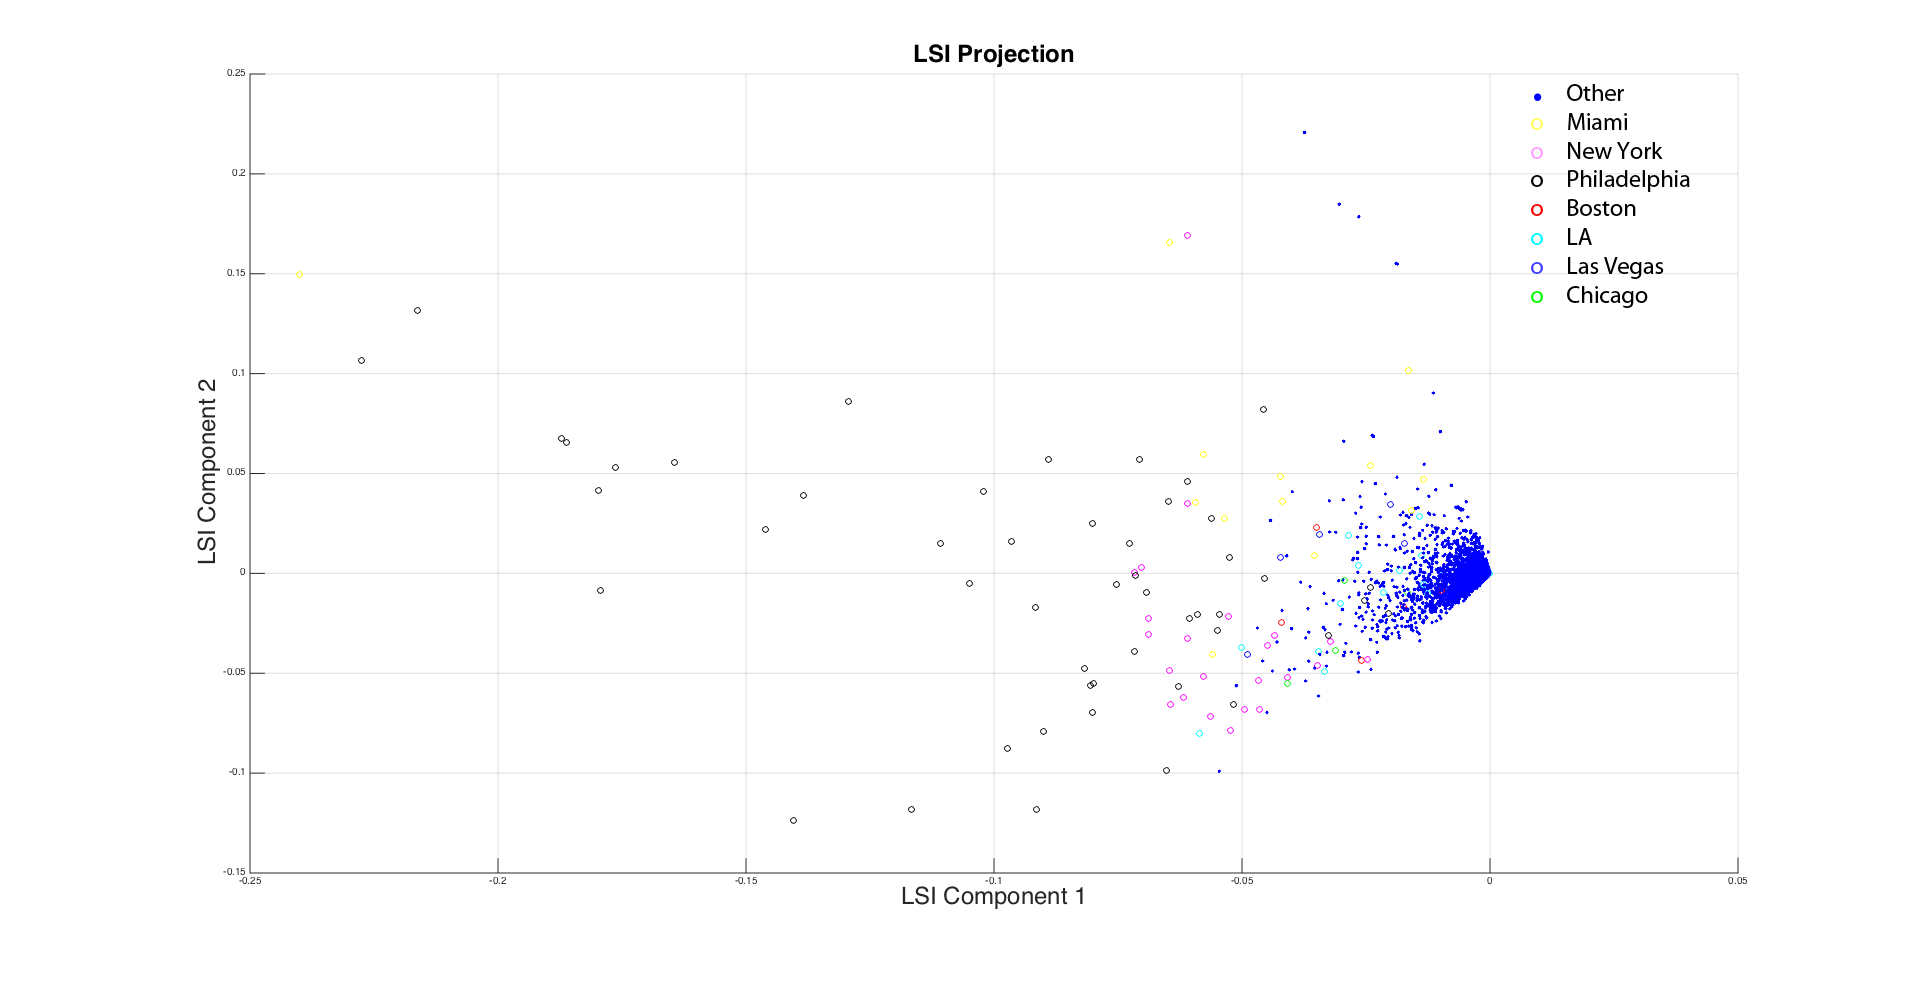 LSI Projection
0.25
0.2
0.15
0.1
0.05
0
-0.05
-0.1
-0.15
LSI Component 2
Other
Miami
New York
Philadelphia
Boston
LA
Las Vegas
Chicago
-0.25 -0.2 -0.15 -0.1 -0.05 0 0.05
LSI Component 1